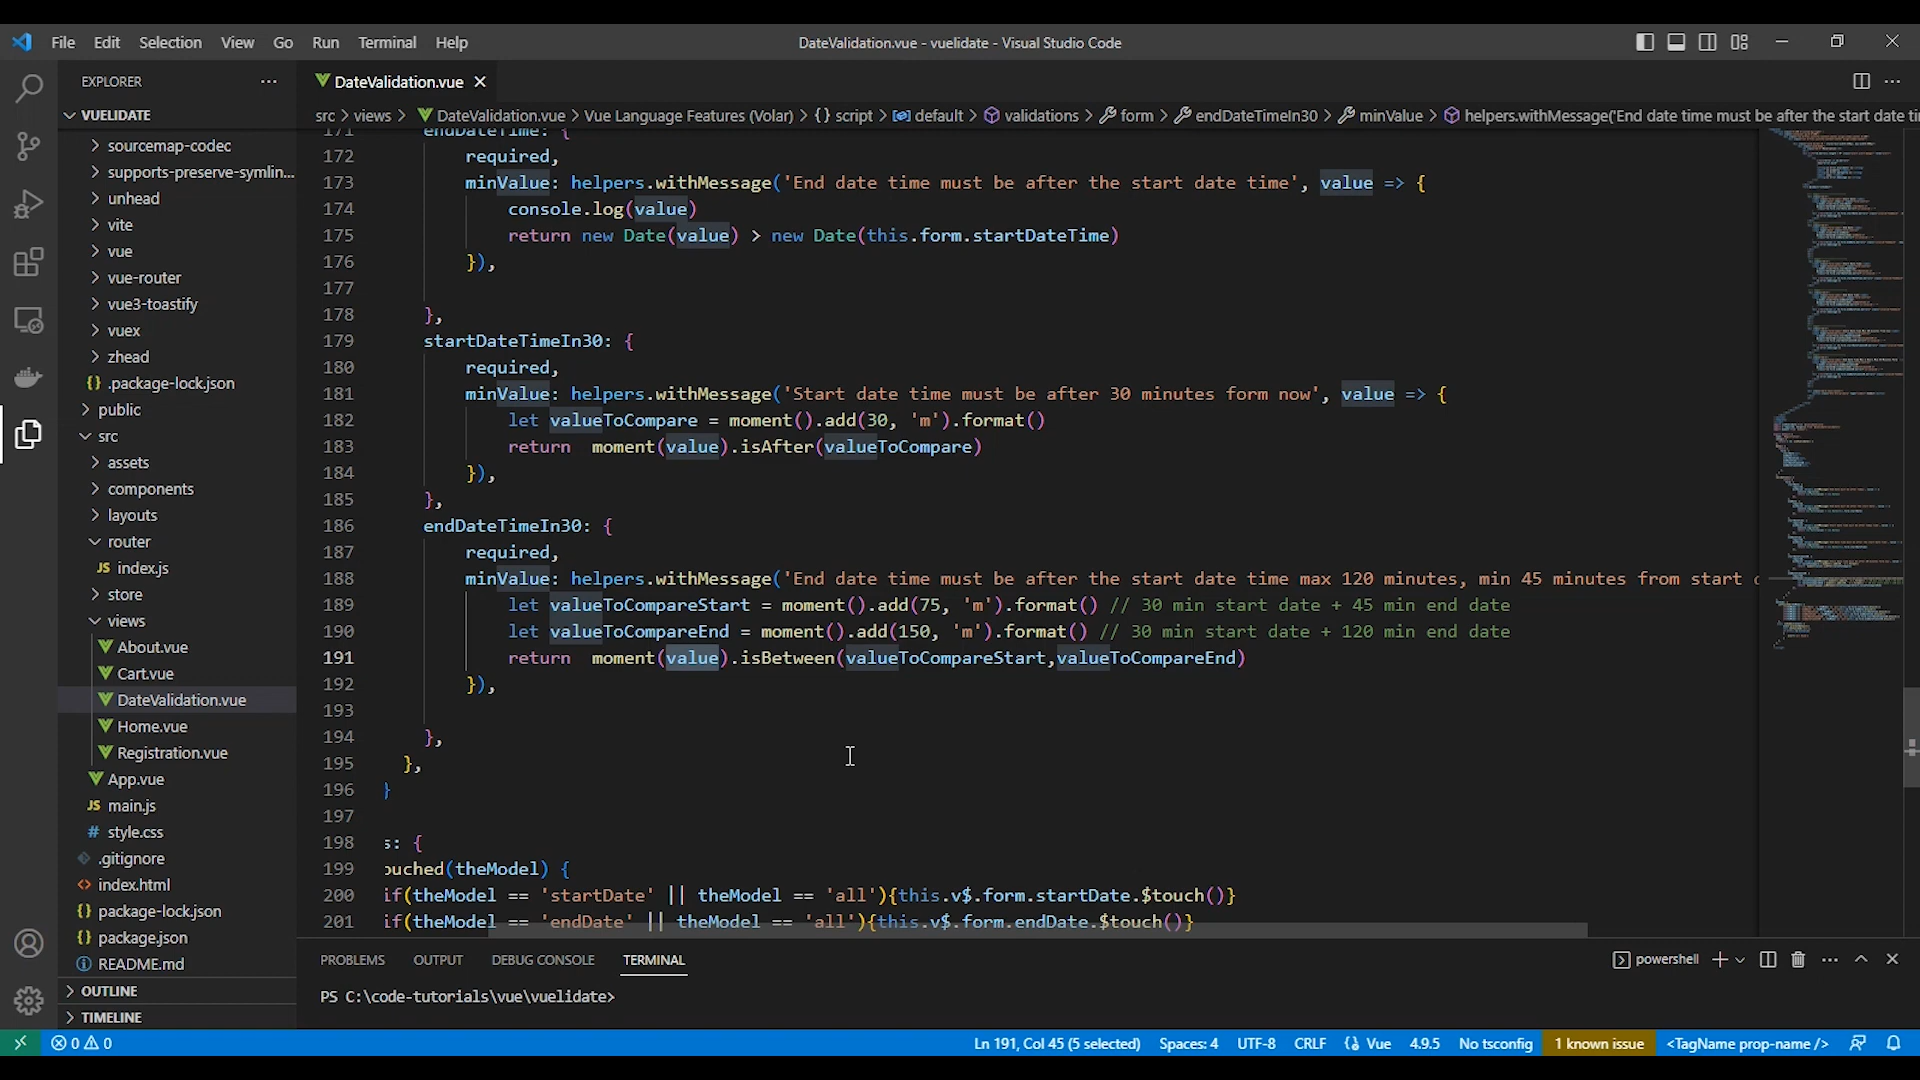 File Edit Selection View Go Run Terminal Help
DateValidation.vue - vuelidate - Visual Studio Code
EXPLORER
VUELIDATE
sourcemap-codec
supports-preserve-symlin...
unhead
vite
vue
vue-router
vue3-toastify
vuex
zhead
{} .package-lock.json
public
src
assets
components
layouts
router
JS index.js
store
views
About.vue
Cart.vue
DateValidation.vue
Home.vue
Registration.vue
App.vue
JS main.js
# style.css
.gitignore
<> index.html
{} package-lock.json
{} package.json
README.md
OUTLINE
TIMELINE
DateValidation.vue
src > views > DateValidation.vue > Vue Language Features (Volar) > {} script > default > validations > form > endDateTimeIn30 > minValue > helpers.withMessage('End date time must be after the start date ti
171 endDateTime: {
172 required,
173 minValue: helpers.withMessage('End date time must be after the start date time', value => {
174 console.log(value)
175 return new Date(value) > new Date(this.form.startDateTime)
176 }),
177
178 },
179 startDateTimeIn30: {
180 required,
181 minValue: helpers.withMessage('Start date time must be after 30 minutes form now', value => {
182 let valueToCompare = moment().add(30, 'm').format()
183 return  moment(value).isAfter(valueToCompare)
184 }),
185 },
186 endDateTimeIn30: {
187 required,
188 minValue: helpers.withMessage('End date time must be after the start date time max 120 minutes, min 45 minutes from start
189 let valueToCompareStart = moment().add(75, 'm').format() // 30 min start date + 45 min end date
190 let valueToCompareEnd = moment().add(150, 'm').format() // 30 min start date + 120 min end date
191 return  moment(value).isBetween(valueToCompareStart,valueToCompareEnd)
192 }),
193
194 },
195 },
196 }
197
198 s: {
199 ouched(theModel) {
200 if(theModel == 'startDate' || theModel == 'all'){this.v$.form.startDate.$touch()}
201 if(theModel == 'endDate' || theModel == 'all'){this.v$.form.endDate.$touch()}
PROBLEMS OUTPUT DEBUG CONSOLE TERMINAL
powershell
PS C:\code-tutorials\vue\vuelidate>
0 0
Ln 191, Col 45 (5 selected) Spaces: 4 UTF-8 CRLF Vue 4.9.5 No tsconfig 1 known issue <TagName prop-name />